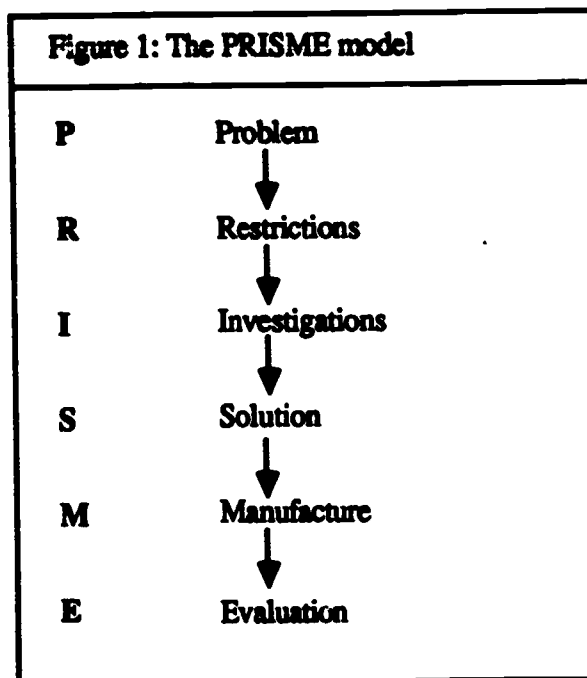 Figure 1: The PRISME model
P Problem
R Restrictions
I Investigations
S Solution
M Manufacture
E Evaluation